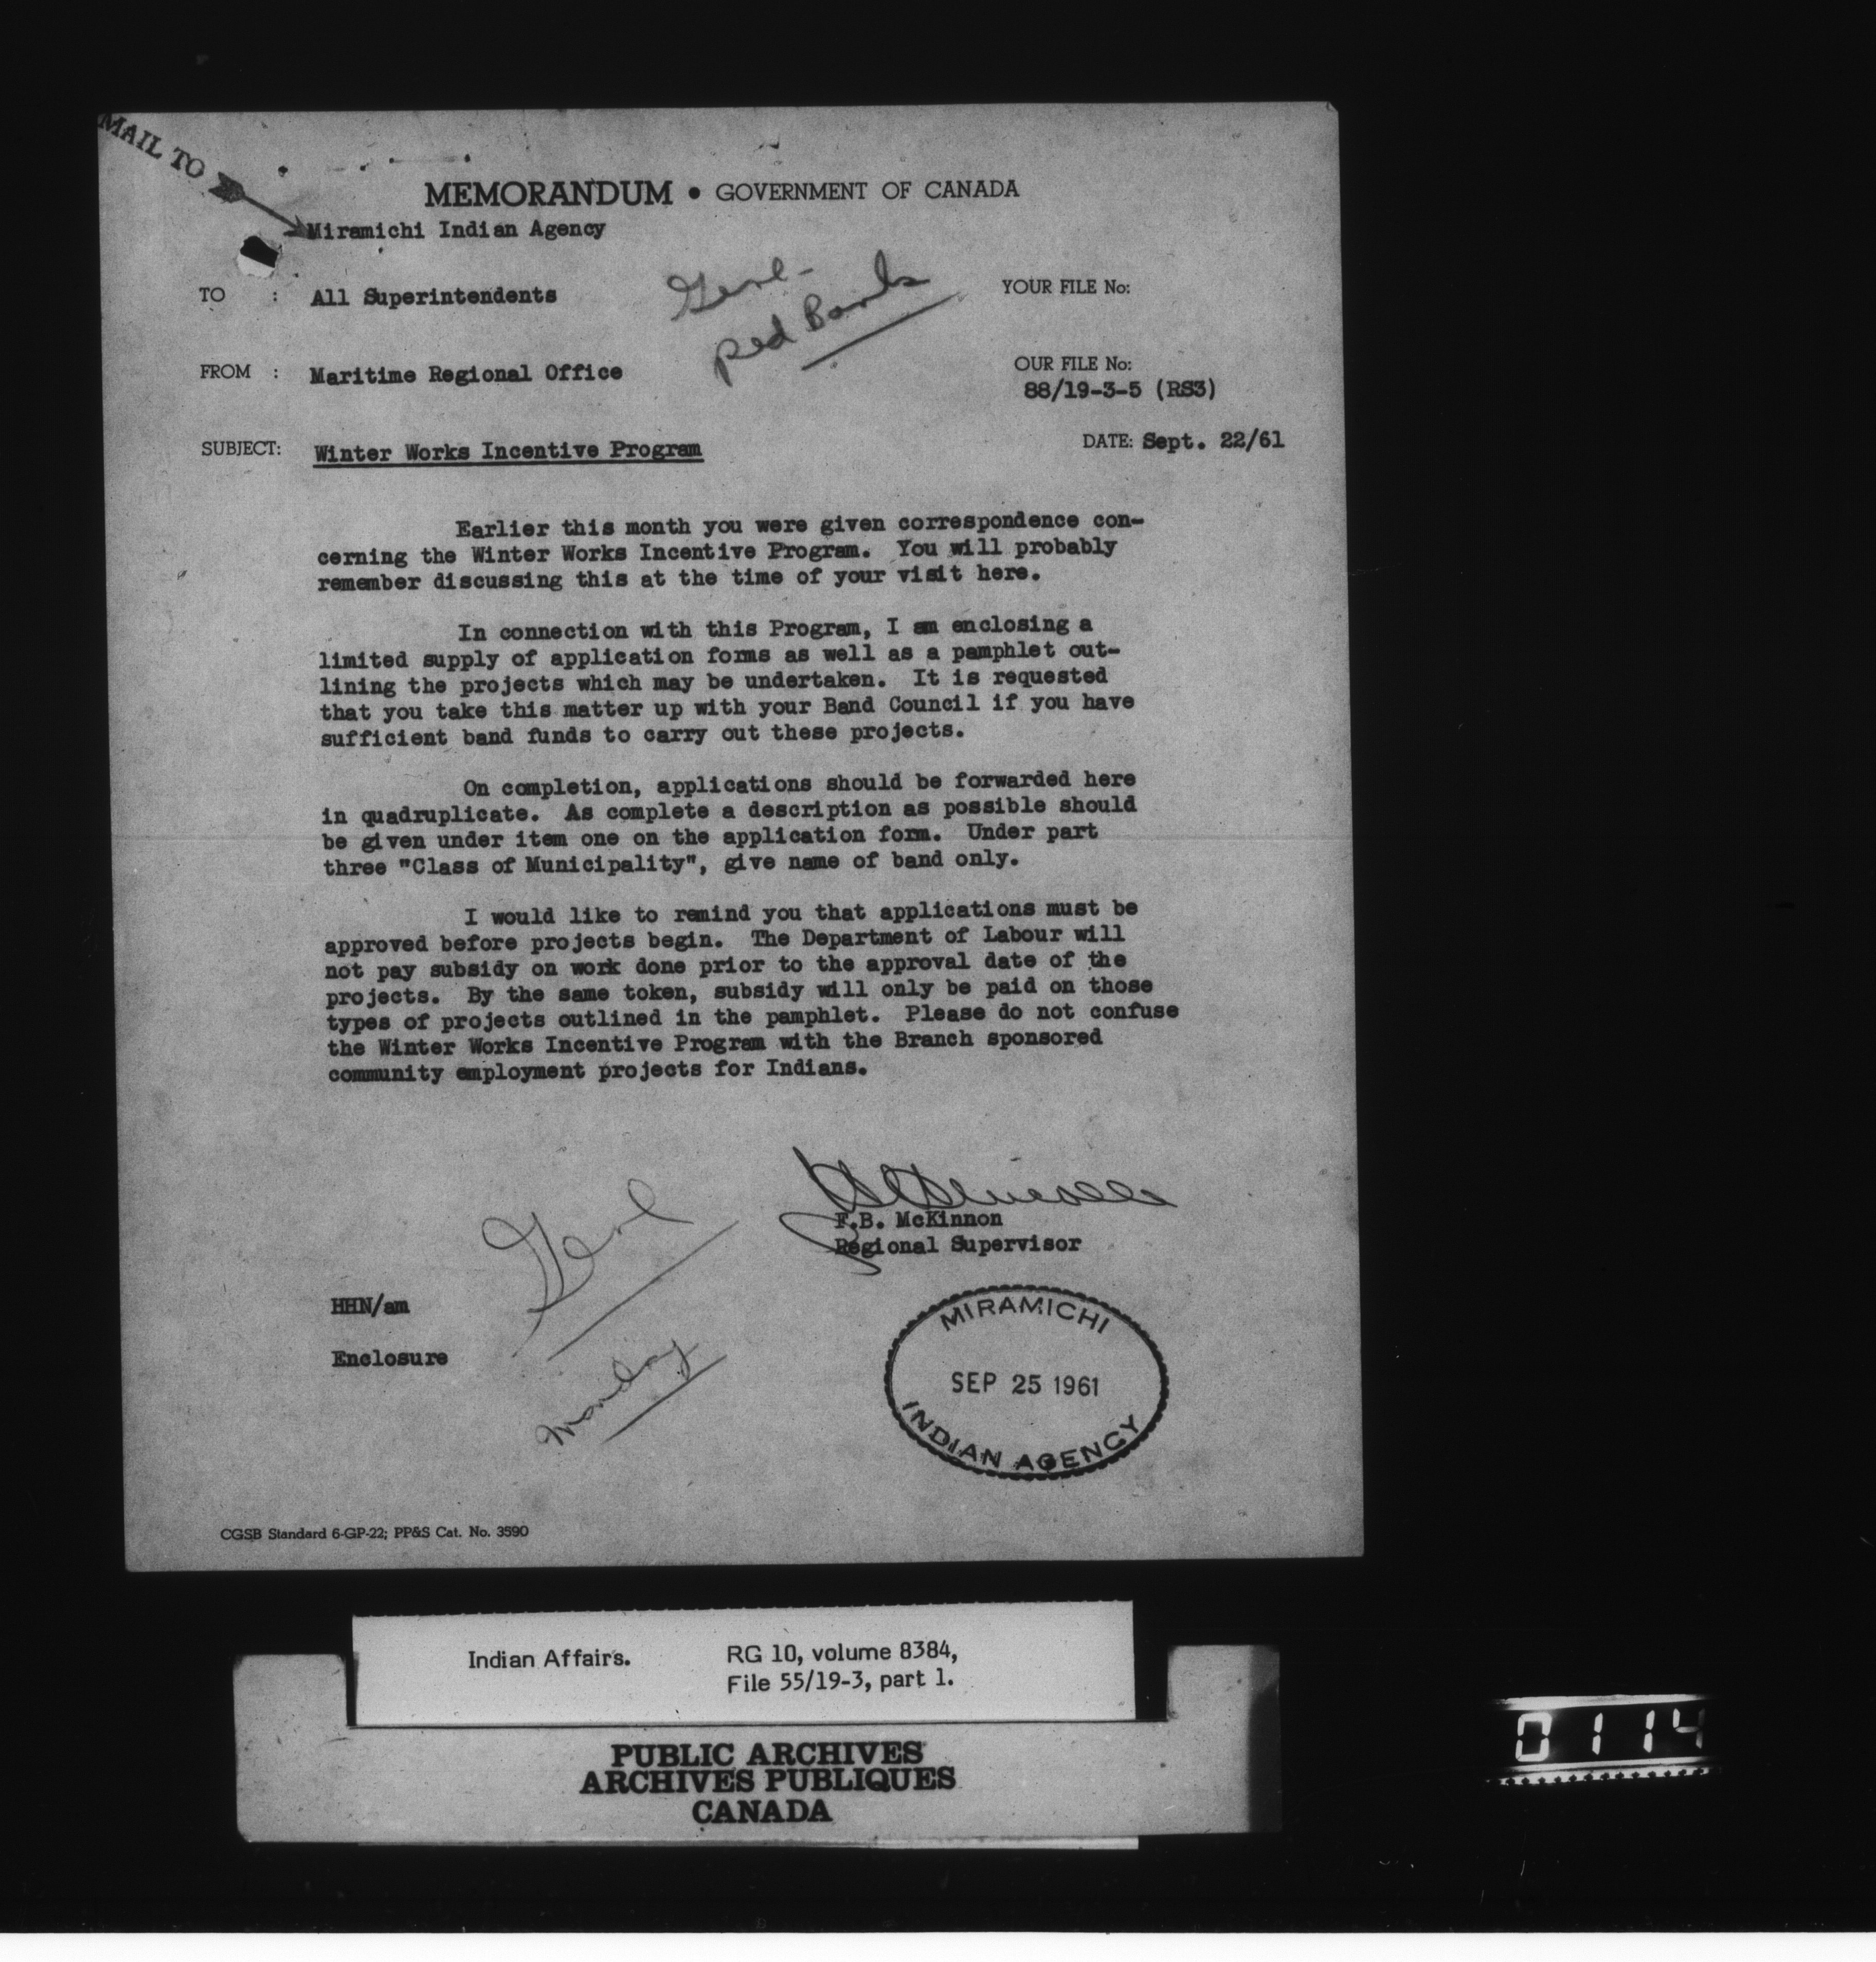 MAIL TO
MEMORANDUM • GOVERNMENT OF CANADA
Miramichi Indian Agency
TO : All Superintendents
Genl-
Red Bank
YOUR FILE No:
FROM : Maritime Regional Office
OUR FILE No:
88/19-3-5 (RS3)
SUBJECT: Winter Works Incentive Program
DATE: Sept. 22/61
Earlier this month you were given correspondence con-
cerning the Winter Works Incentive Program. You will probably
remember discussing this at the time of your visit here.
In connection with this Program, I am enclosing a
limited supply of application forms as well as a pamphlet out-
lining the projects which may be undertaken. It is requested
that you take this matter up with your Band Council if you have
sufficient band funds to carry out these projects.
On completion, applications should be forwarded here
in quadruplicate. As complete a description as possible should
be given under item one on the application form. Under part
three "Class of Municipality", give name of band only.
I would like to remind you that applications must be
approved before projects begin. The Department of Labour will
not pay subsidy on work done prior to the approval date of the
projects. By the same token, subsidy will only be paid on those
types of projects outlined in the pamphlet. Please do not confuse
the Winter Works Incentive Program with the Branch sponsored
community employment projects for Indians.
F.B. McKinnon
Regional Supervisor
Genl
HHN/am
Enclosure
Monday
MIRAMICHI
SEP 25 1961
INDIAN AGENCY
CGSB Standard 6-GP-22; PP&S Cat. No. 3590
Indian Affairs. RG 10, volume 8384,
File 55/19-3, part 1.
PUBLIC ARCHIVES
ARCHIVES PUBLIQUES
CANADA
0114